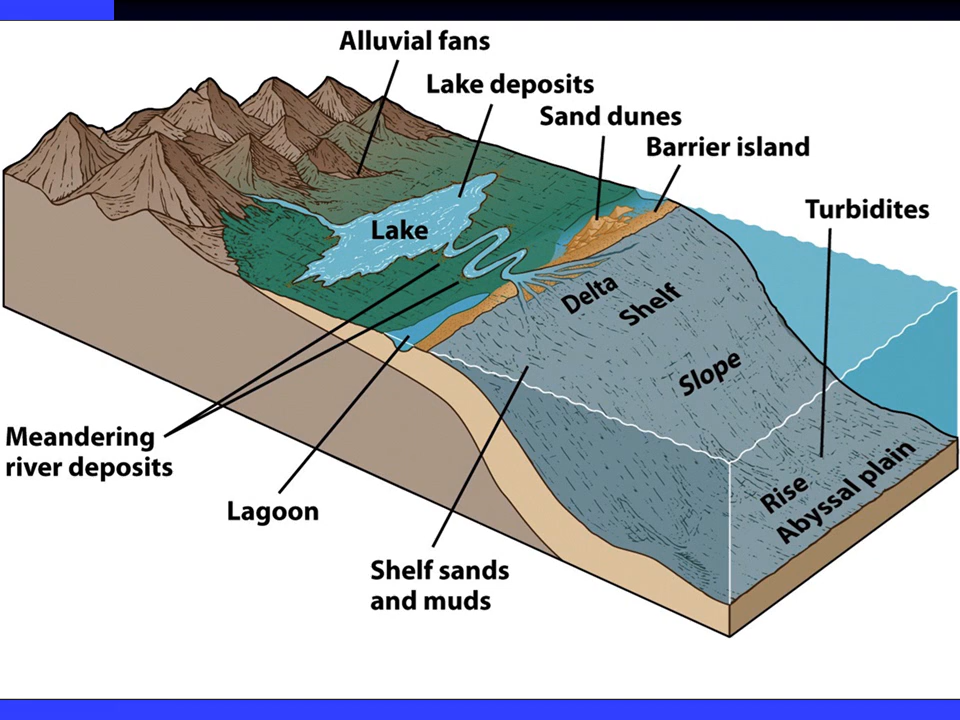 Alluvial fans
Lake deposits
Sand dunes
Barrier island
Turbidites
Lake
Delta
Shelf
Slope
Meandering
river deposits
Rise
Abyssal plain
Lagoon
Shelf sands
and muds